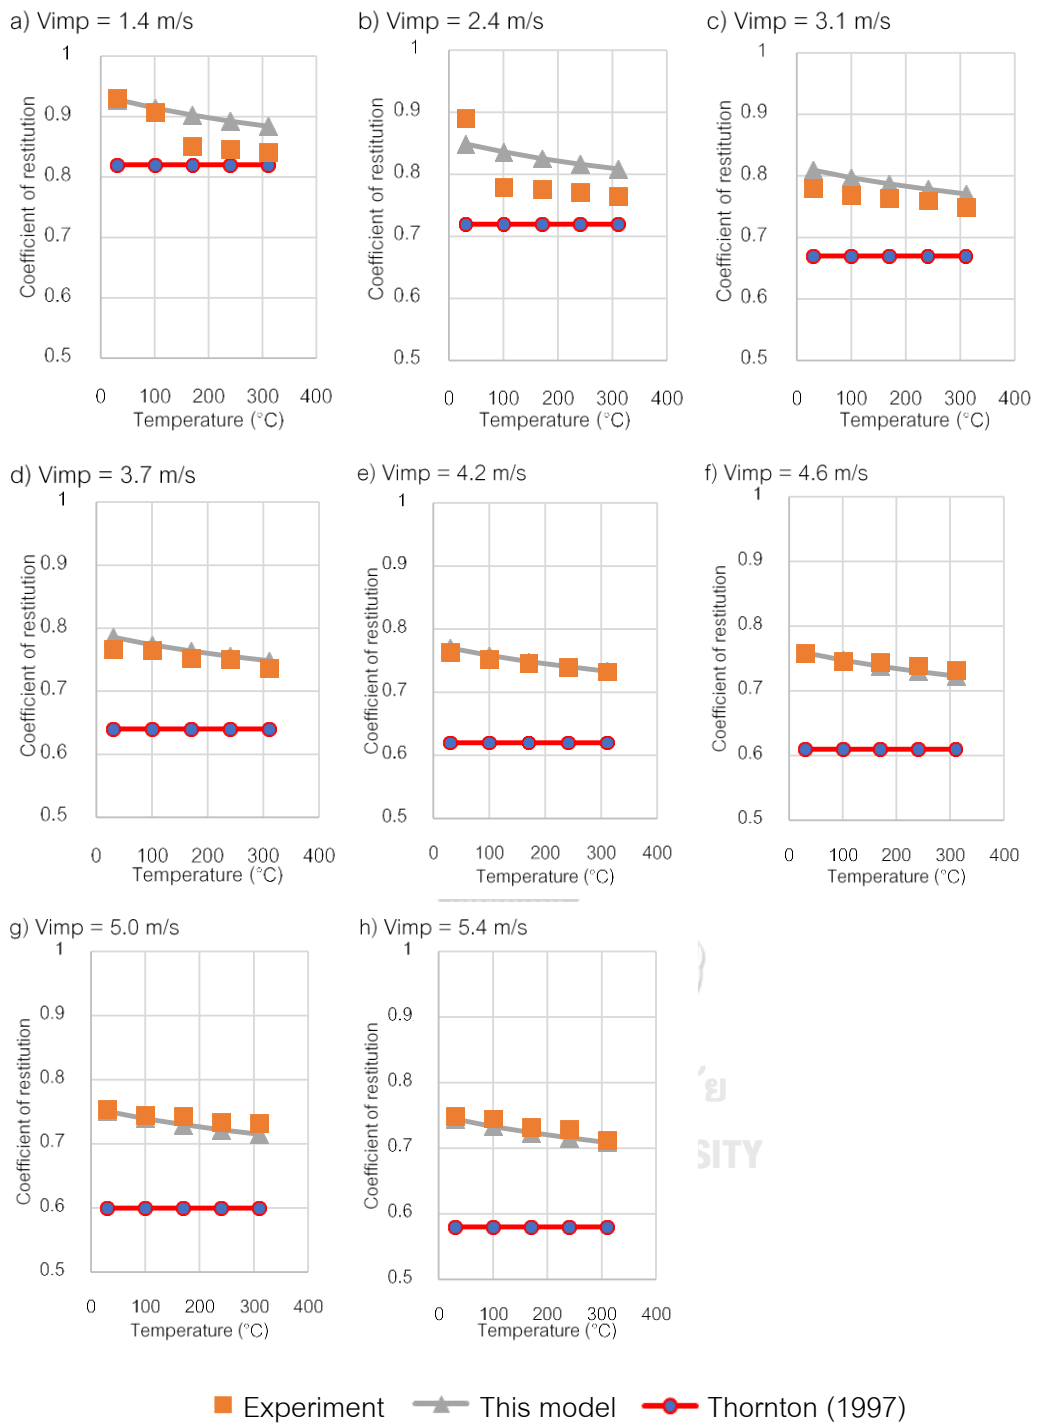 a) Vimp = 1.4 m/s
1
0.9
0.8
0.7
0.6
0.5
Coefficient of restitution
0 100 200 300 400
Temperature (°C)
b) Vimp = 2.4 m/s
1
0.9
0.8
0.7
0.6
0.5
Coefficient of restitution
0 100 200 300 400
Temperature (°C)
c) Vimp = 3.1 m/s
1
0.9
0.8
0.7
0.6
0.5
Coefficient of restitution
0 100 200 300 400
Temperature (°C)
d) Vimp = 3.7 m/s
1
0.9
0.8
0.7
0.6
0.5
Coefficient of restitution
0 100 200 300 400
Temperature (°C)
e) Vimp = 4.2 m/s
1
0.9
0.8
0.7
0.6
0.5
Coefficient of restitution
0 100 200 300 400
Temperature (°C)
f) Vimp = 4.6 m/s
1
0.9
0.8
0.7
0.6
0.5
Coefficient of restitution
0 100 200 300 400
Temperature (°C)
g) Vimp = 5.0 m/s
1
0.9
0.8
0.7
0.6
0.5
Coefficient of restitution
0 100 200 300 400
Temperature (°C)
h) Vimp = 5.4 m/s
1
0.9
0.8
0.7
0.6
0.5
Coefficient of restitution
0 100 200 300 400
Temperature (°C)
SITY
Experiment This model Thornton (1997)